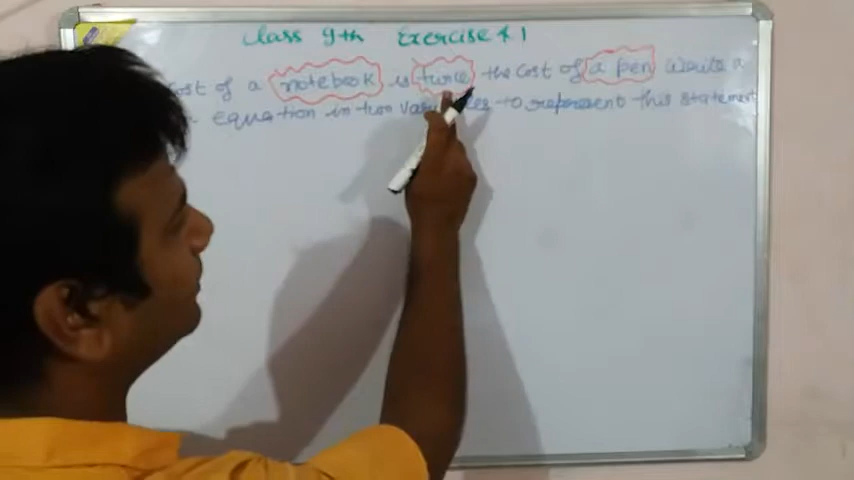 Class 9th Exercise 4.1
Cost of a notebook is twice the cost of a pen Write a
equation in two variables to represent this statement